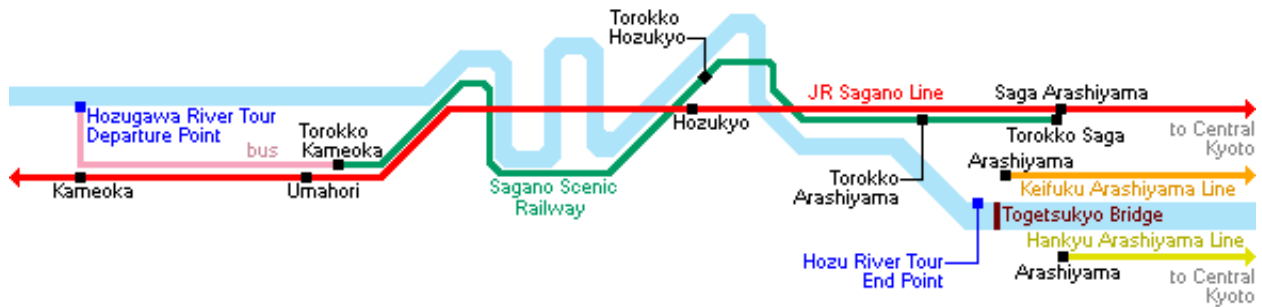 Torokko
Hozukyo
Hozugawa River Tour
Departure Point
bus
Torokko
Kameoka
Kameoka
Umahori
Sagano Scenic
Railway
Hozukyo
JR Sagano Line
Saga Arashiyama
Torokko Saga
to Central
Kyoto
Torokko
Arashiyama
Arashiyama
Keifuku Arashiyama Line
Togetsukyo Bridge
Hankyu Arashiyama Line
Hozu River Tour
End Point
Arashiyama
to Central
Kyoto